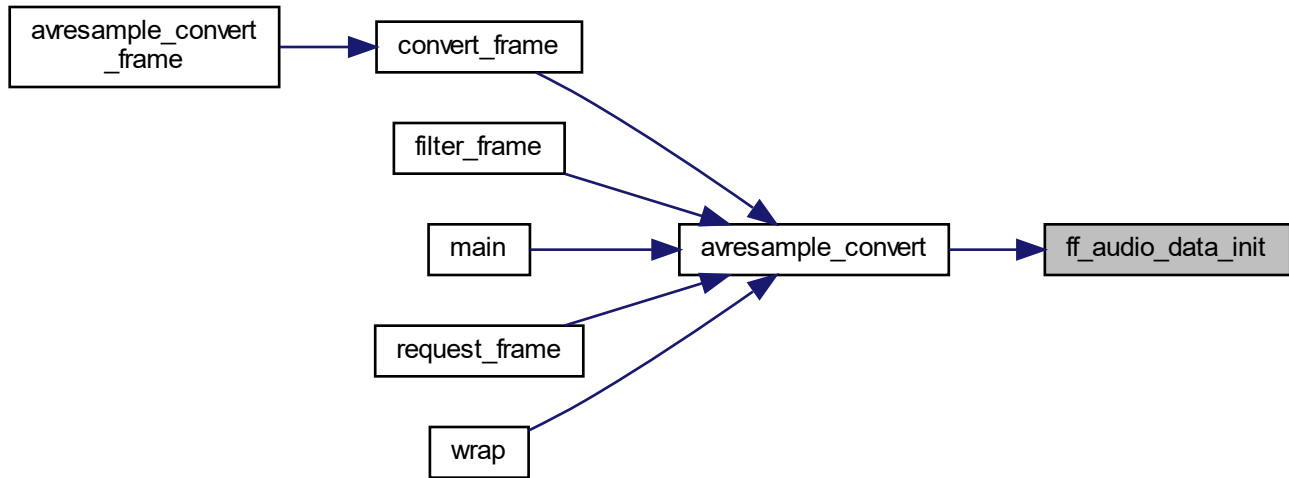 avresample_convert
_frame
convert_frame
filter_frame
main
avresample_convert
ff_audio_data_init
request_frame
wrap